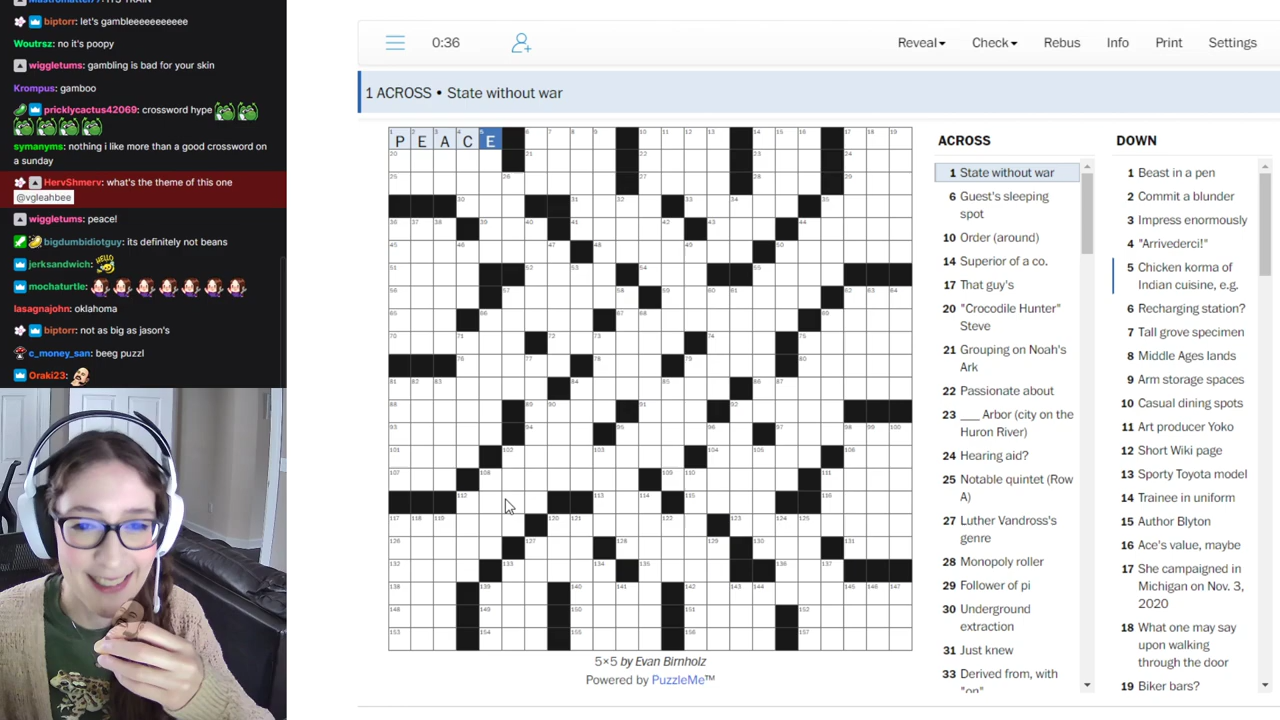 biptorr: let's gambleeeeeeeeeee
Woutrsz: no it's poopy
wiggletums: gambling is bad for your skin
Krompus: gamboo
pricklycactus42069: crossword hype
symanyms: nothing i like more than a good crossword on
a sunday
HervShmerv: what's the theme of this one
@vgleahbee
wiggletums: peace!
bigdumbidiotguy: its definitely not beans
jerksandwich:
mochaturtle:
lasagnajohn: oklahoma
biptorr: not as big as jason's
c_money_san: beeg puzzl
Oraki23:
0:36
Reveal
Check
Rebus
Info
Print
Settings
1 ACROSS • State without war
P E A C E
5×5 by Evan Birnholz
Powered by PuzzleMe™
ACROSS
1 State without war
6 Guest's sleeping
spot
10 Order (around)
14 Superior of a co.
17 That guy's
20 "Crocodile Hunter"
Steve
21 Grouping on Noah's
Ark
22 Passionate about
23 ___ Arbor (city on the
Huron River)
24 Hearing aid?
25 Notable quintet (Row
A)
27 Luther Vandross's
genre
28 Monopoly roller
29 Follower of pi
30 Underground
extraction
31 Just knew
33 Derived from, with
"on"
DOWN
1 Beast in a pen
2 Commit a blunder
3 Impress enormously
4 "Arrivederci!"
5 Chicken korma of
Indian cuisine, e.g.
6 Recharging station?
7 Tall grove specimen
8 Middle Ages lands
9 Arm storage spaces
10 Casual dining spots
11 Art producer Yoko
12 Short Wiki page
13 Sporty Toyota model
14 Trainee in uniform
15 Author Blyton
16 Ace's value, maybe
17 She campaigned in
Michigan on Nov. 3,
2020
18 What one may say
upon walking
through the door
19 Biker bars?